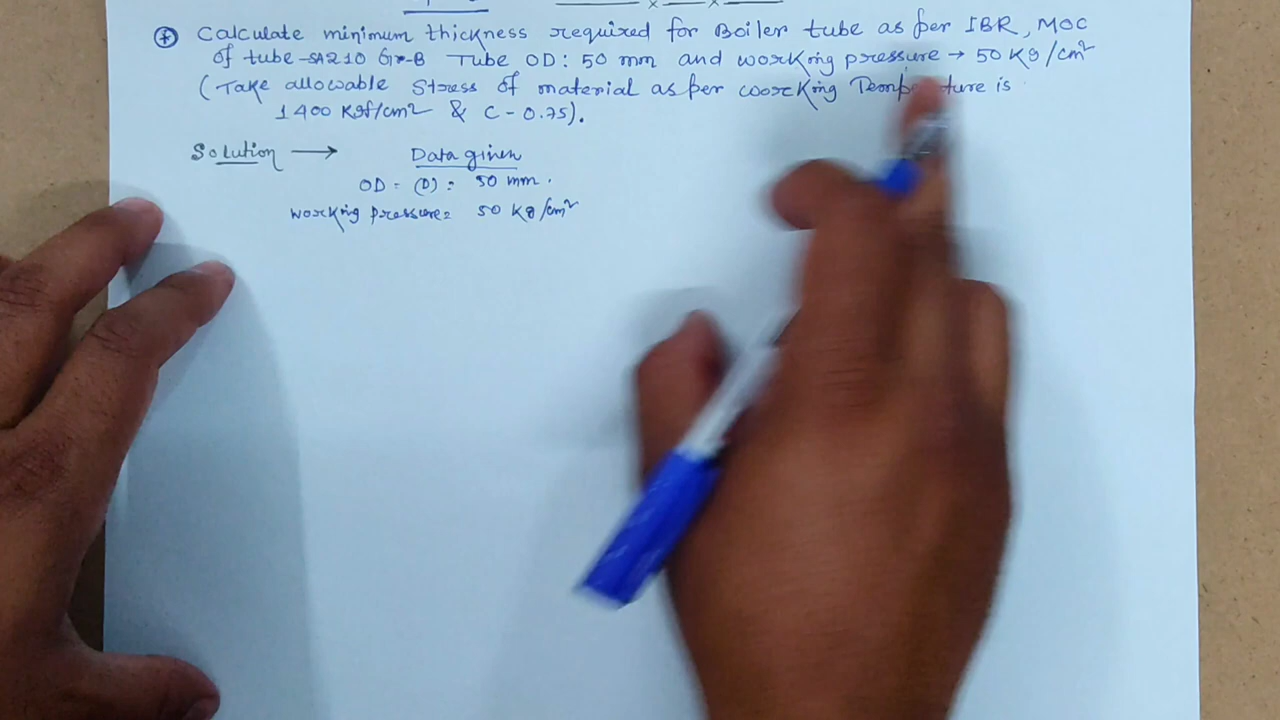 Calculate minimum thickness required for Boiler tube as per IBR, MOC
of tube - SA210 Gr-B Tube OD: 50 mm and working pressure → 50 Kg/cm²
(Take allowable Stress of material as per working is
1400 Kgf/cm² & C - 0.75).
Solution → Data given
OD = (D) = 50 mm.
working pressure = 50 Kg/cm²